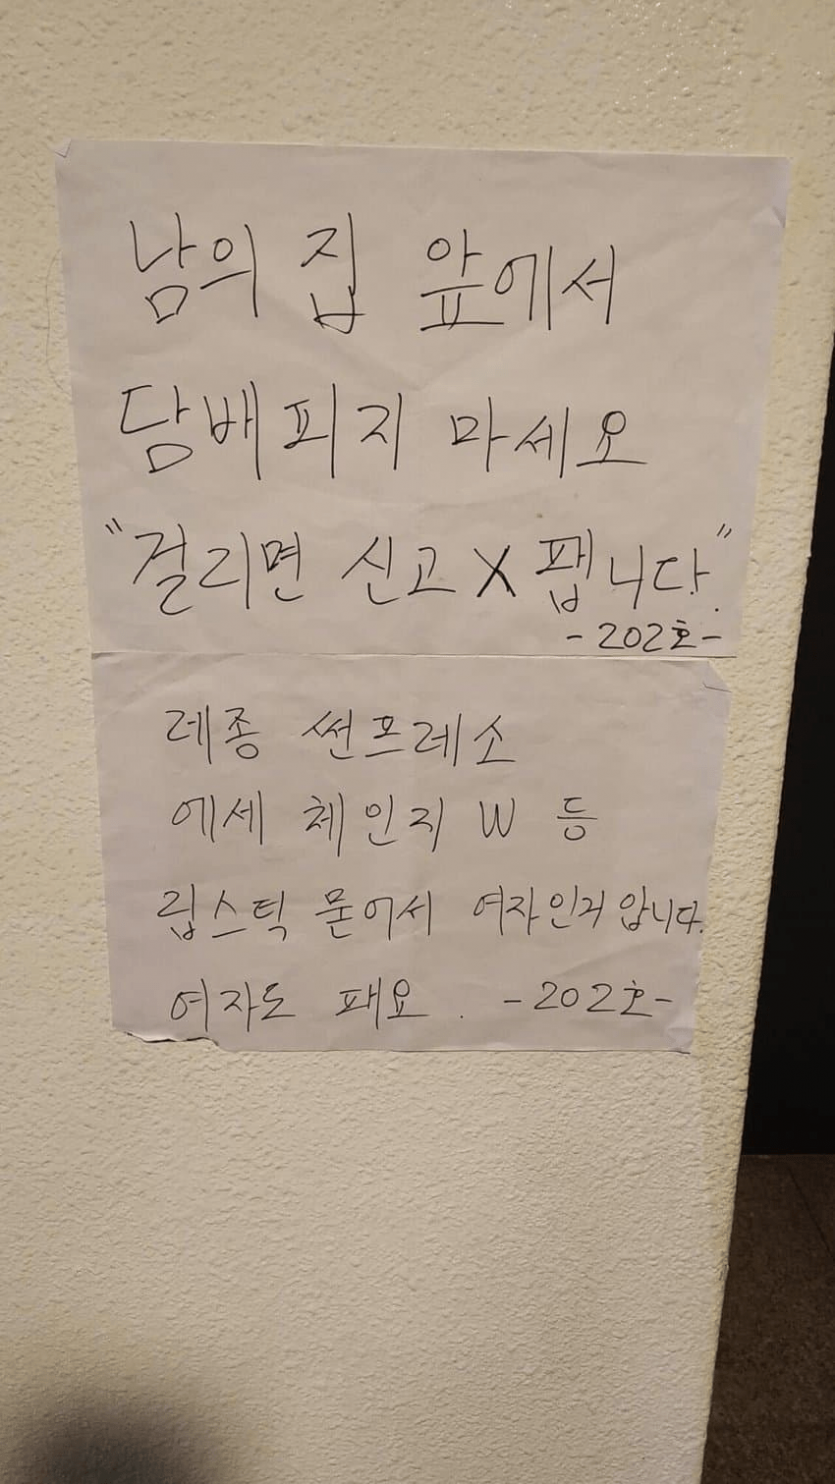 남의 집 앞에서
담배피지 마세요
"걸리면 신고 X 팹니다."
-202호-
레종 썬프레소
에세 체인지 W 등
립스틱 묻어서 여자인거 압니다.
여자도 패요. -202호-